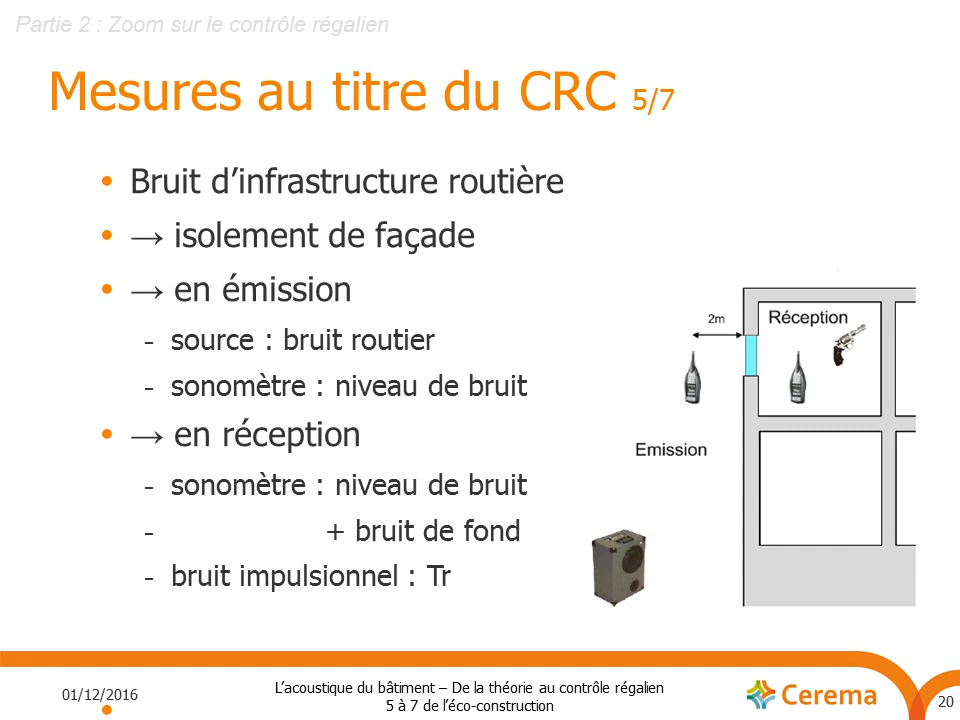 Partie 2 : Zoom sur le contrôle régalien
Mesures au titre du CRC 5/7
• Bruit d’infrastructure routière
• → isolement de façade
• → en émission
- source : bruit routier
- sonomètre : niveau de bruit
• → en réception
- sonomètre : niveau de bruit
- + bruit de fond
- bruit impulsionnel : Tr
2m
Réception
Emission
01/12/2016
L’acoustique du bâtiment – De la théorie au contrôle régalien
5 à 7 de l’éco-construction
Cerema
20